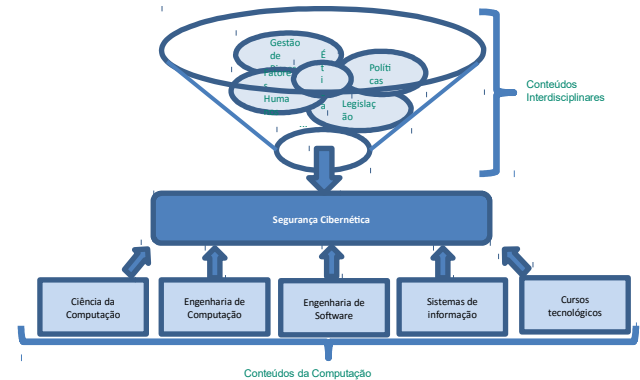 Gestão
de
É
t
i
a
Políti
cas
Huma
Legislaç
ão
...
Conteúdos
Interdisciplinares
Segurança Cibernética
Ciência da
Computação
Engenharia de
Computação
Engenharia de
Software
Sistemas de
informação
Cursos
tecnológicos
Conteúdos da Computação